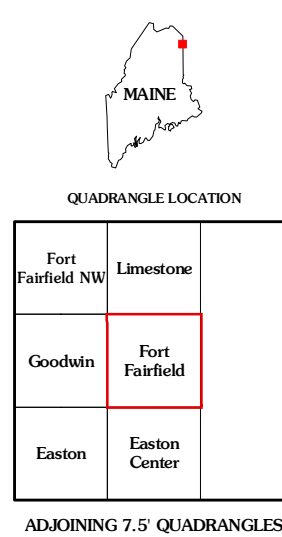 MAINE
QUADRANGLE LOCATION
Fort
Fairfield NW
Limestone
Goodwin
Fort
Fairfield
Easton
Easton
Center
ADJOINING 7.5' QUADRANGLES